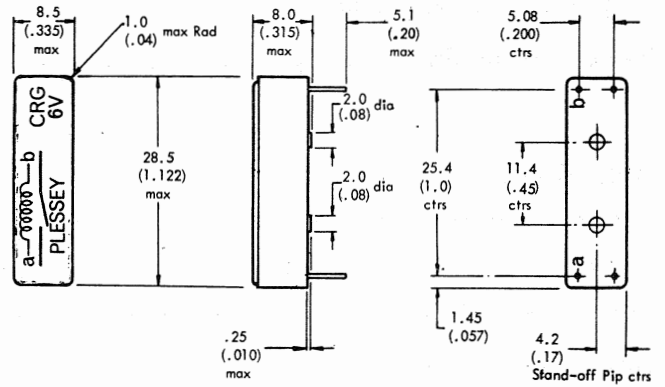 8.5
(.335)
max
1.0
(.04)
max Rad
8.0
(.315)
max
5.1
(.20)
max
5.08
(.200)
ctrs
CRG
6V
a
b
PLESSEY
28.5
(1.122)
max
2.0
(.08)
dia
2.0
(.08)
dia
25.4
(1.0)
ctrs
11.4
(.45)
ctrs
b
a
.25
(.010)
max
1.45
(.057)
4.2
(.17)
Stand-off Pip ctrs